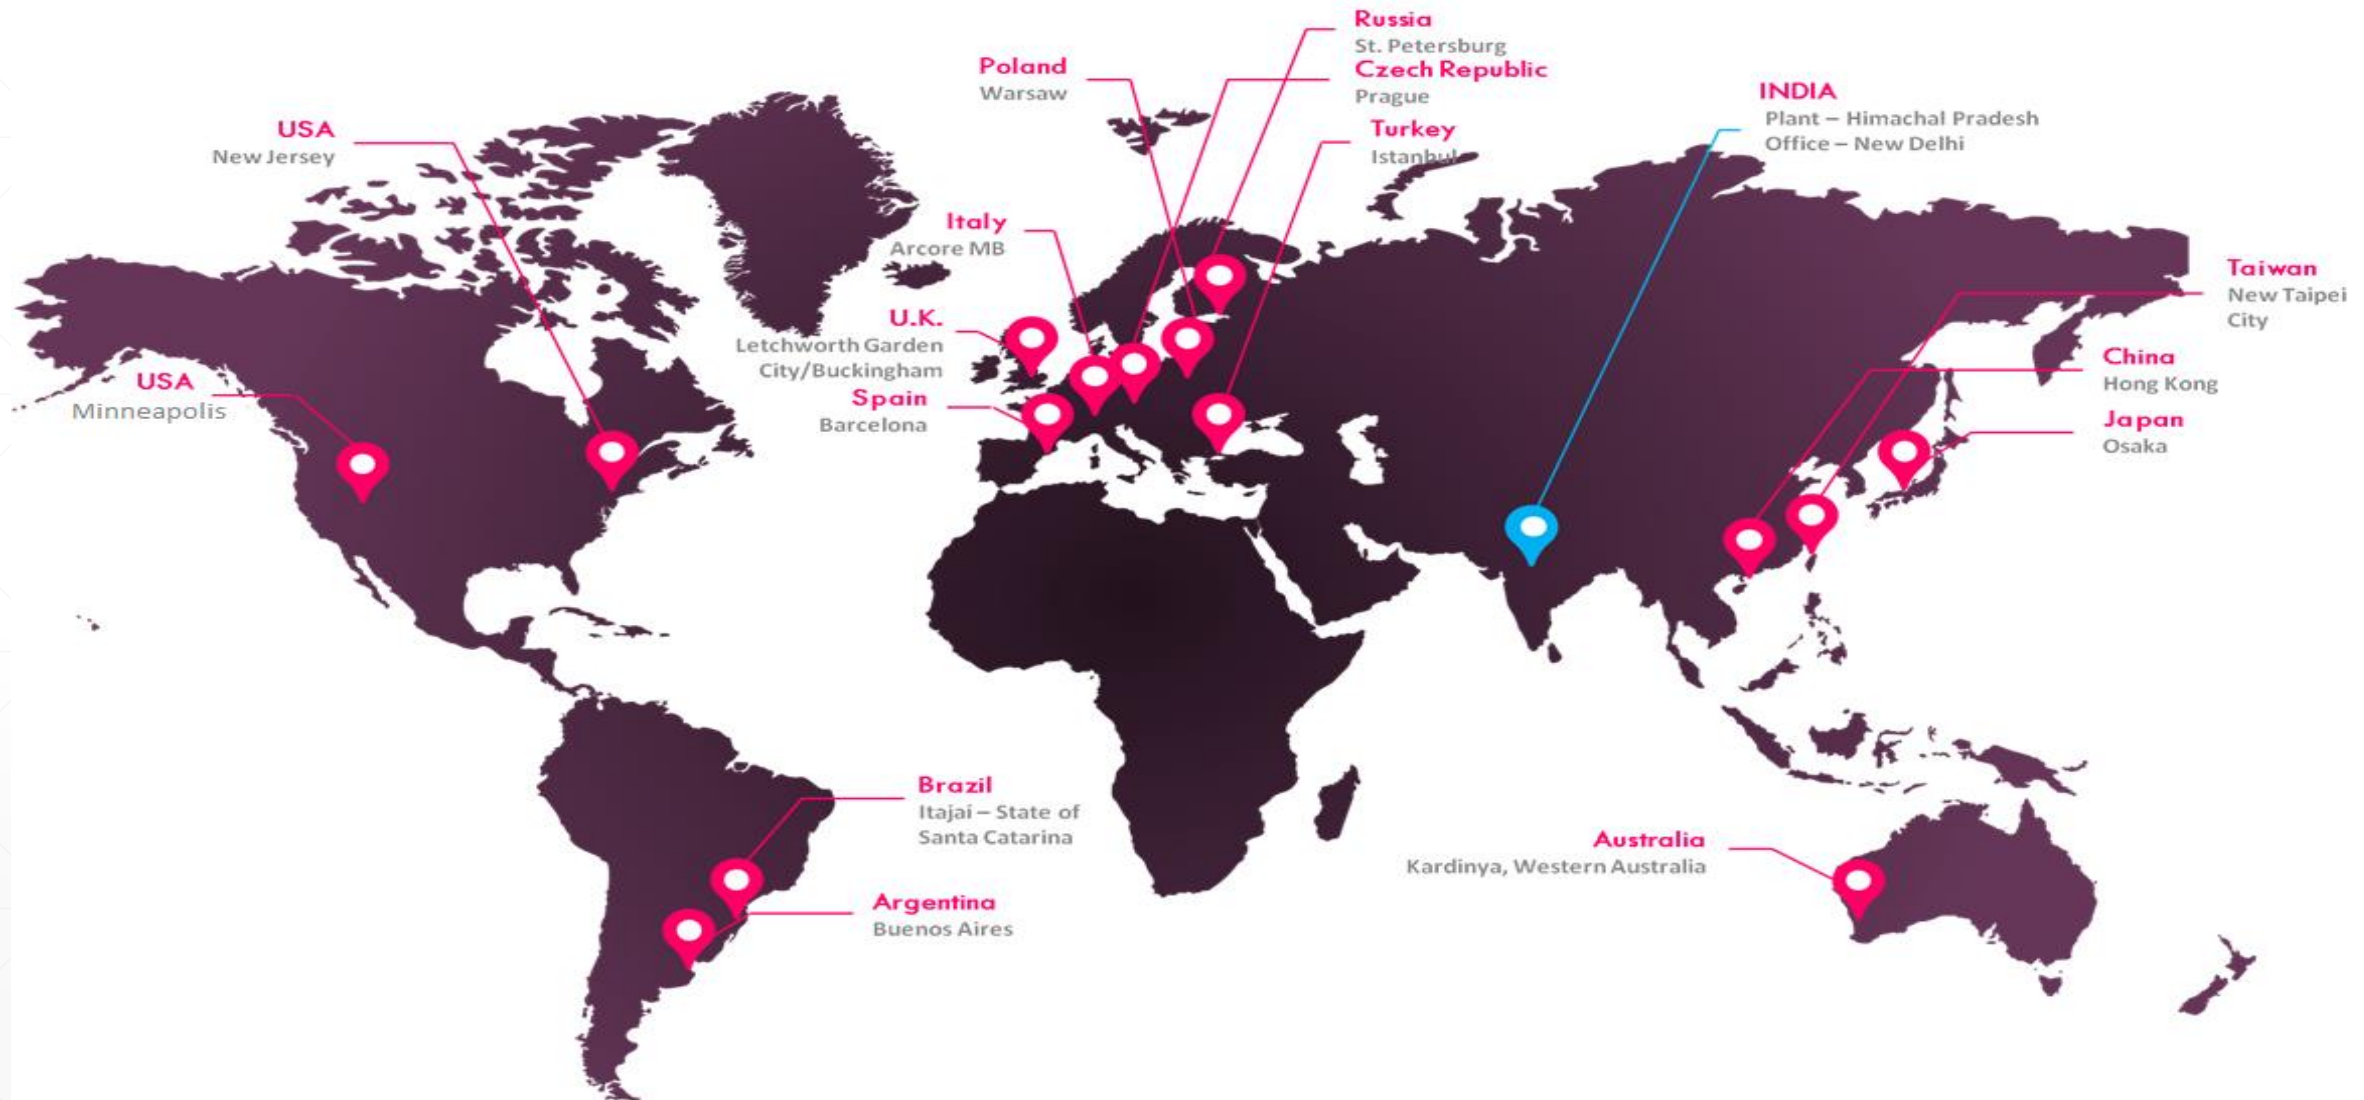 Russia
St. Petersburg
Czech Republic
Prague
Poland
Warsaw
INDIA
Plant – Himachal Pradesh
Office – New Delhi
USA
New Jersey
Turkey
Istanbul
Italy
Arcore MB
Taiwan
New Taipei
City
U.K.
Letchworth Garden
City/Buckingham
China
Hong Kong
USA
Minneapolis
Spain
Barcelona
Japan
Osaka
Brazil
Itajai – State of
Santa Catarina
Australia
Kardinya, Western Australia
Argentina
Buenos Aires